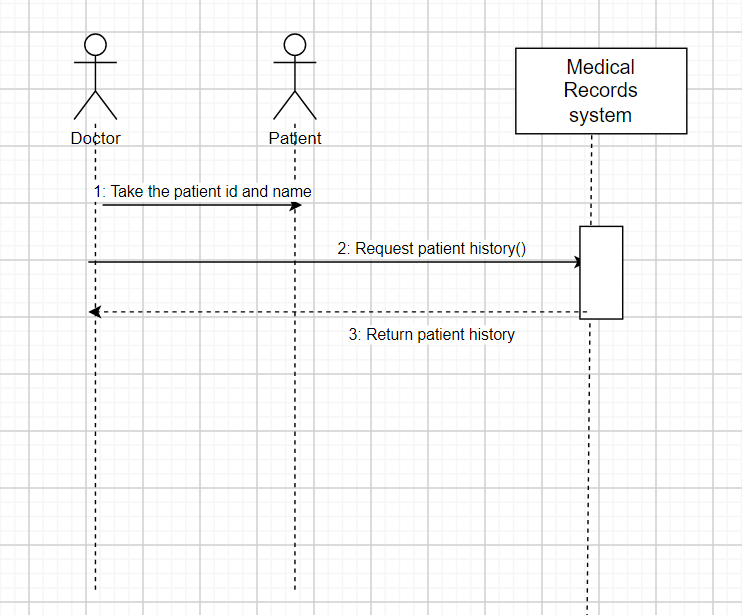 Doctor
Patient
Medical
Records
system
1: Take the patient id and name
2: Request patient history()
3: Return patient history